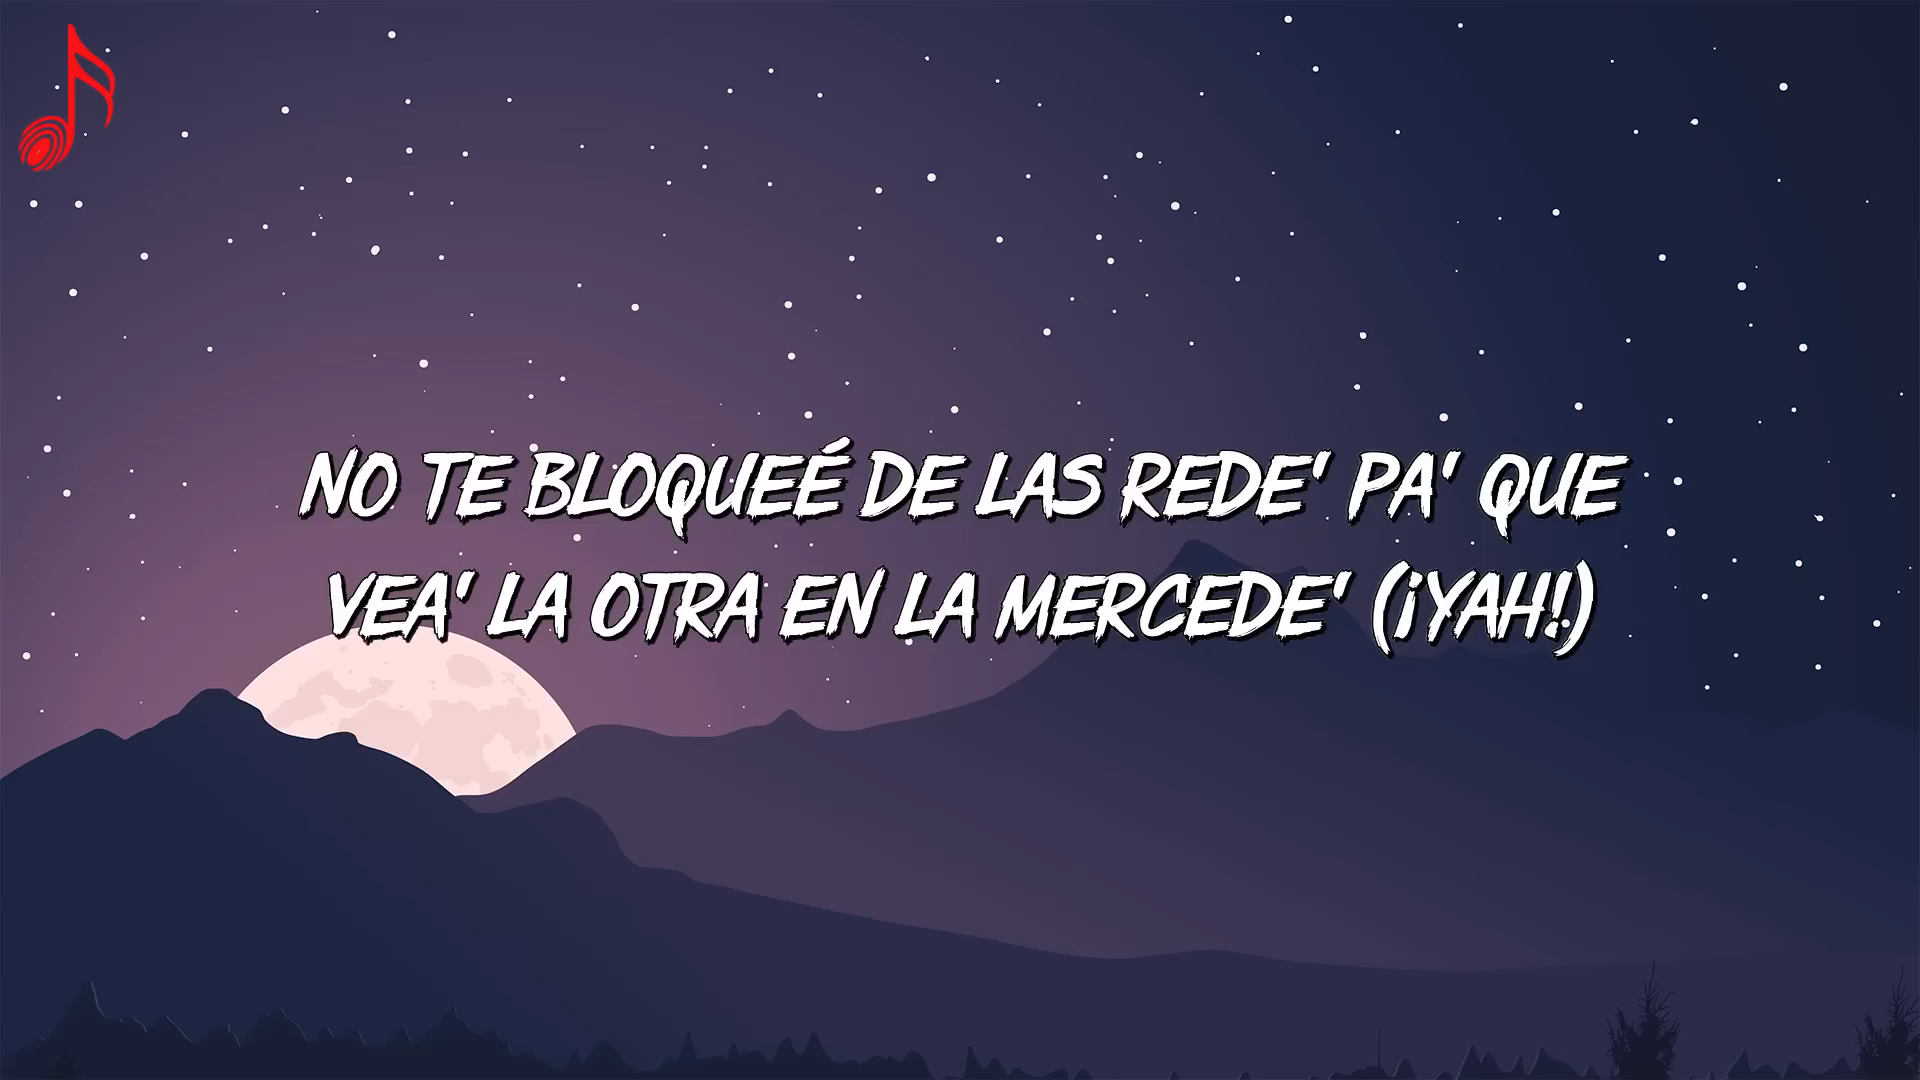 NO TE BLOQUEÉ DE LAS REDE' PA' QUE
VEA' LA OTRA EN LA MERCEDE' (¡YAH!)